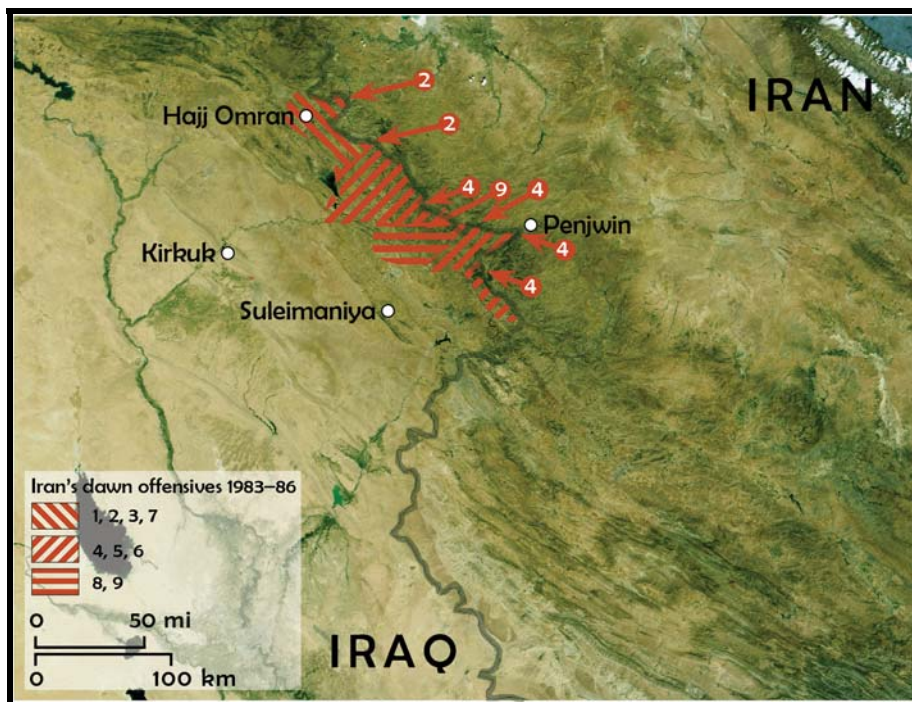 IRAN
2
Hajj Omran
2
4
9
4
Penjwin
4
Kirkuk
4
Suleimaniya
Iran's dawn offensives 1983–86
1, 2, 3, 7
4, 5, 6
8, 9
0 50 mi
0 100 km
IRAQ